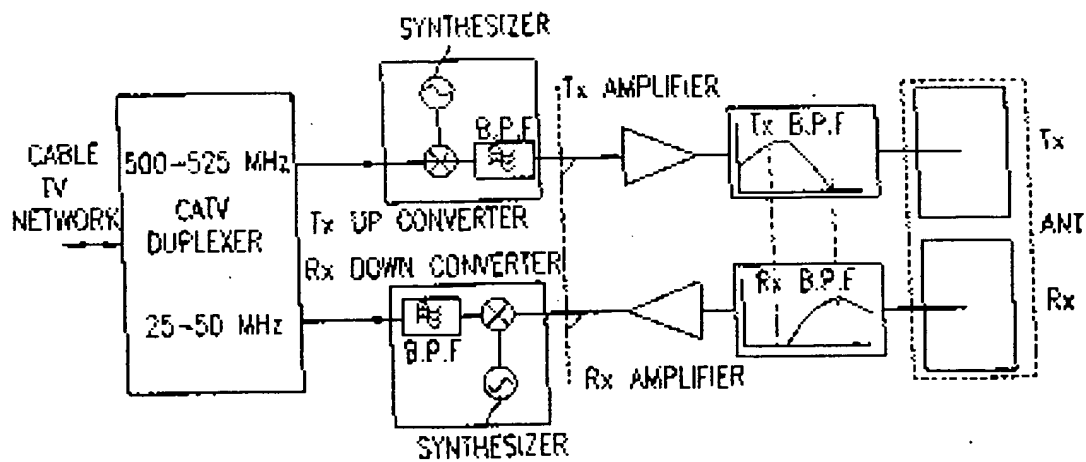 SYNTHESIZER
Tx AMPLIFIER
B.P.F
Tx B.P.F
Tx
CABLE
TV
NETWORK
500-525 MHz
CATV
DUPLEXER
Tx UP CONVERTER
ANT
Rx DOWN CONVERTER
Rx B.P.F
Rx
25-50 MHz
B.P.F
Rx AMPLIFIER
SYNTHESIZER